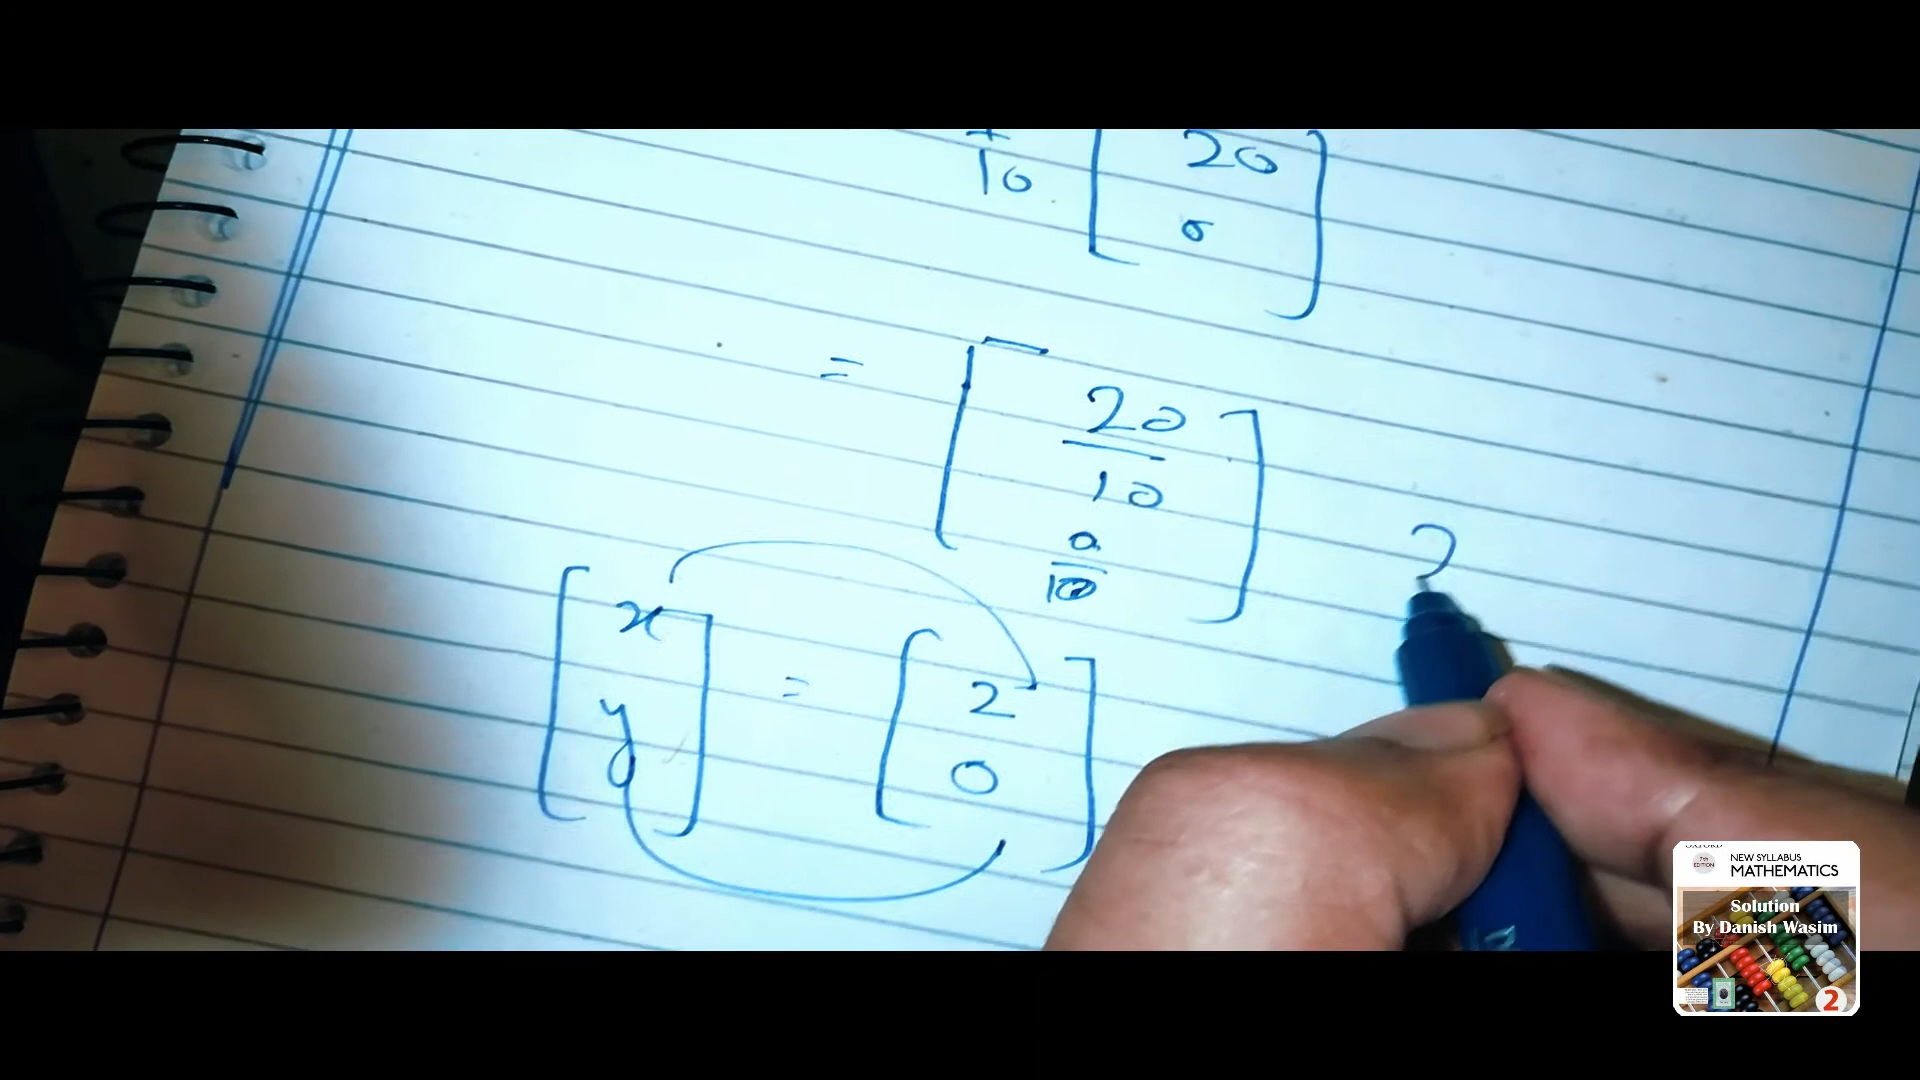 1/10 [ 20
0 ]
= [ 20/10
0/10 ]
[ x
y ] = [ 2
0 ]
7th
EDITION
NEW SYLLABUS
MATHEMATICS
Solution
By Danish Wasim
2